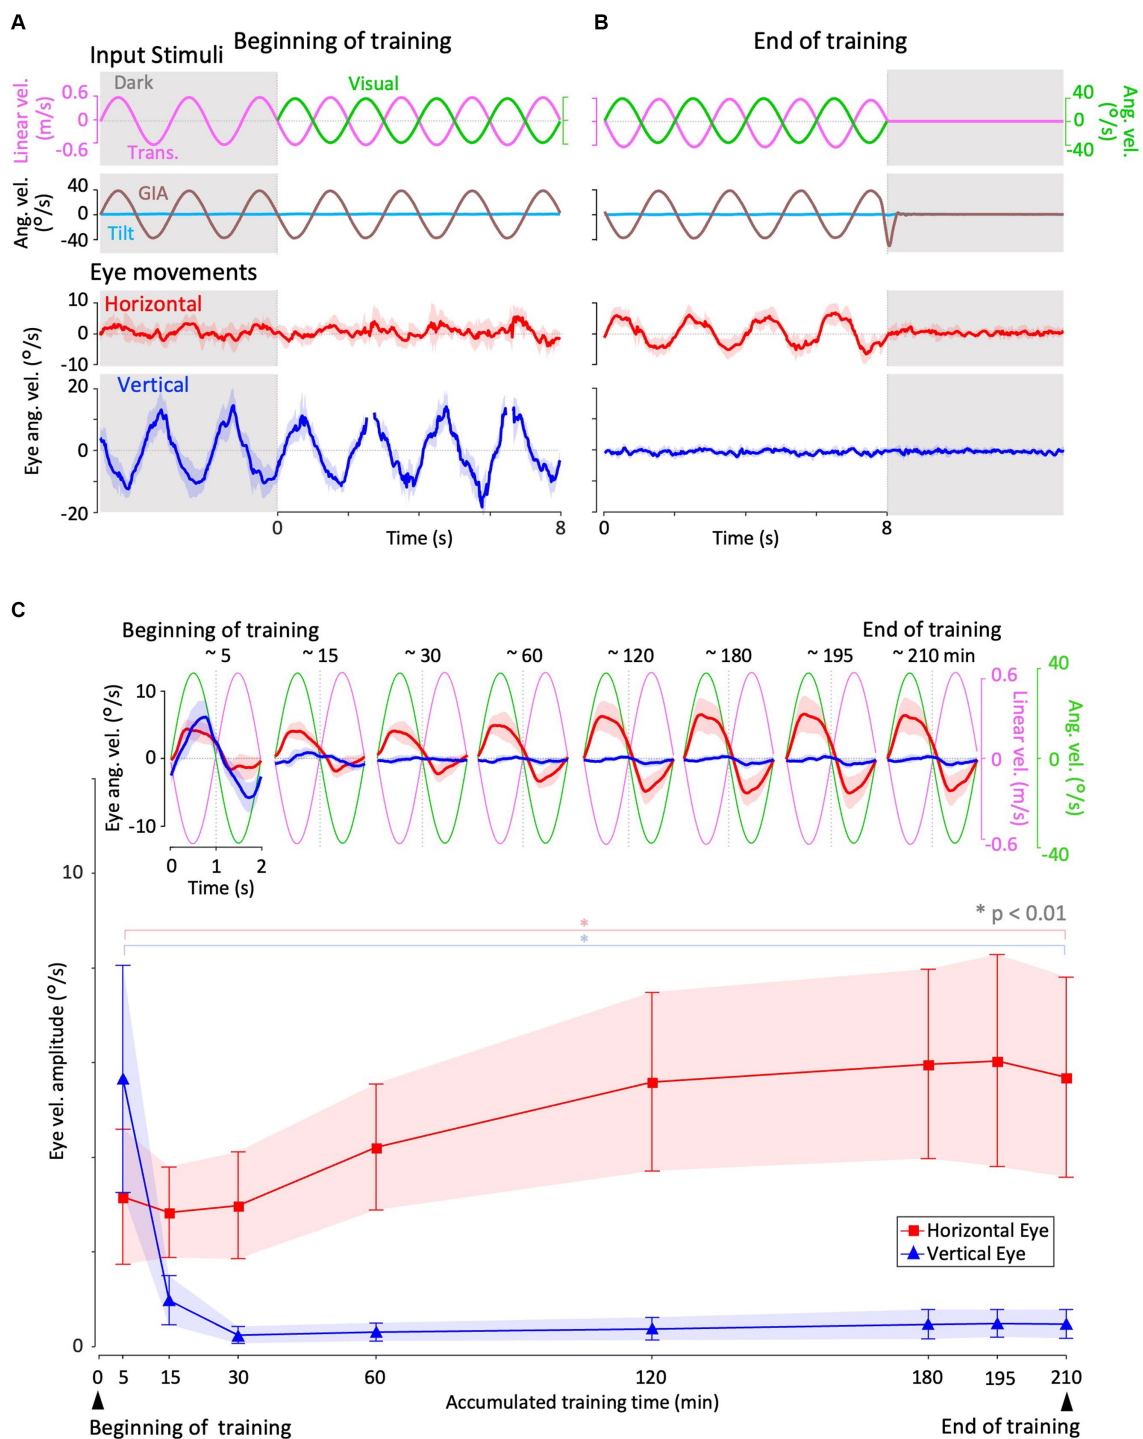 A
B
Beginning of training
End of training
Input Stimuli
Dark
Visual
Trans.
Linear vel.
(m/s)
0.6
0
-0.6
40
0
-40
Ang. vel.
(°/s)
Ang. vel.
(°/s)
40
0
-40
GIA
Tilt
Eye movements
Horizontal
10
0
-10
Eye ang. vel. (°/s)
Vertical
20
0
-20
0
8
0
8
Time (s)
Time (s)
C
Beginning of training
End of training
~ 5
~ 15
~ 30
~ 60
~ 120
~ 180
~ 195
~ 210 min
Eye ang. vel. (°/s)
10
0
-10
0 1 2
Time (s)
0.6
0
-0.6
Linear vel. (m/s)
40
0
-40
Ang. vel. (°/s)
10
0
Eye vel. amplitude (°/s)
* p < 0.01
*
*
Horizontal Eye
Vertical Eye
0 5 15 30 60 120 180 195 210
Accumulated training time (min)
Beginning of training
End of training